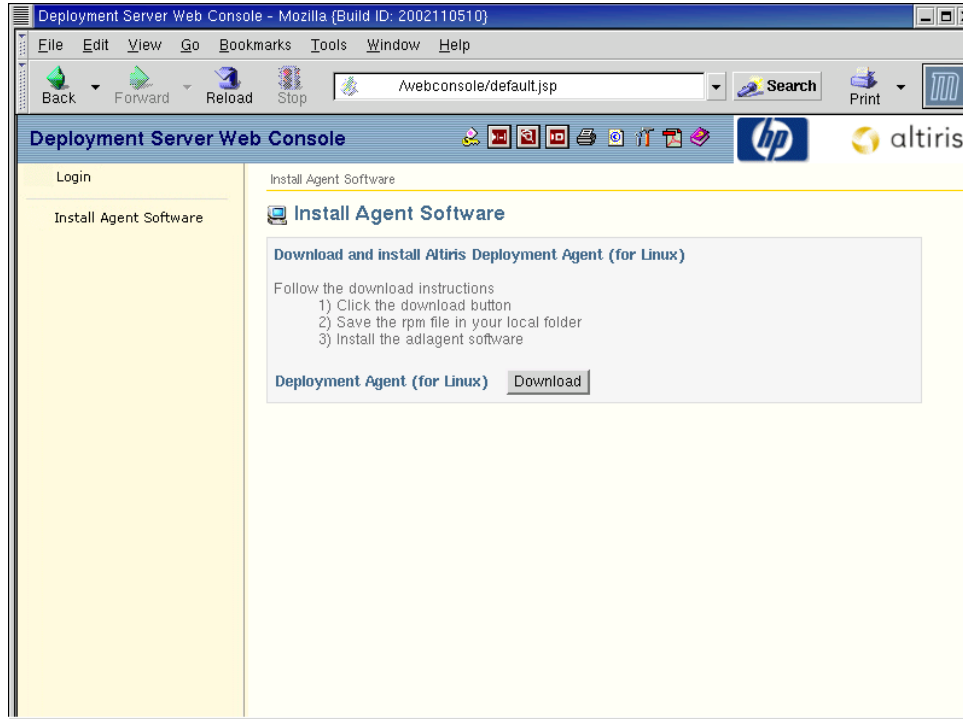 Deployment Server Web Console - Mozilla {Build ID: 2002110510}
File Edit View Go Bookmarks Tools Window Help
/webconsole/default.jsp Search
Back Forward Reload Stop Print
Deployment Server Web Console hp altiris
Login
Install Agent Software
Install Agent Software
Install Agent Software
Download and install Altiris Deployment Agent (for Linux)
Follow the download instructions
1) Click the download button
2) Save the rpm file in your local folder
3) Install the adlagent software
Deployment Agent (for Linux) Download